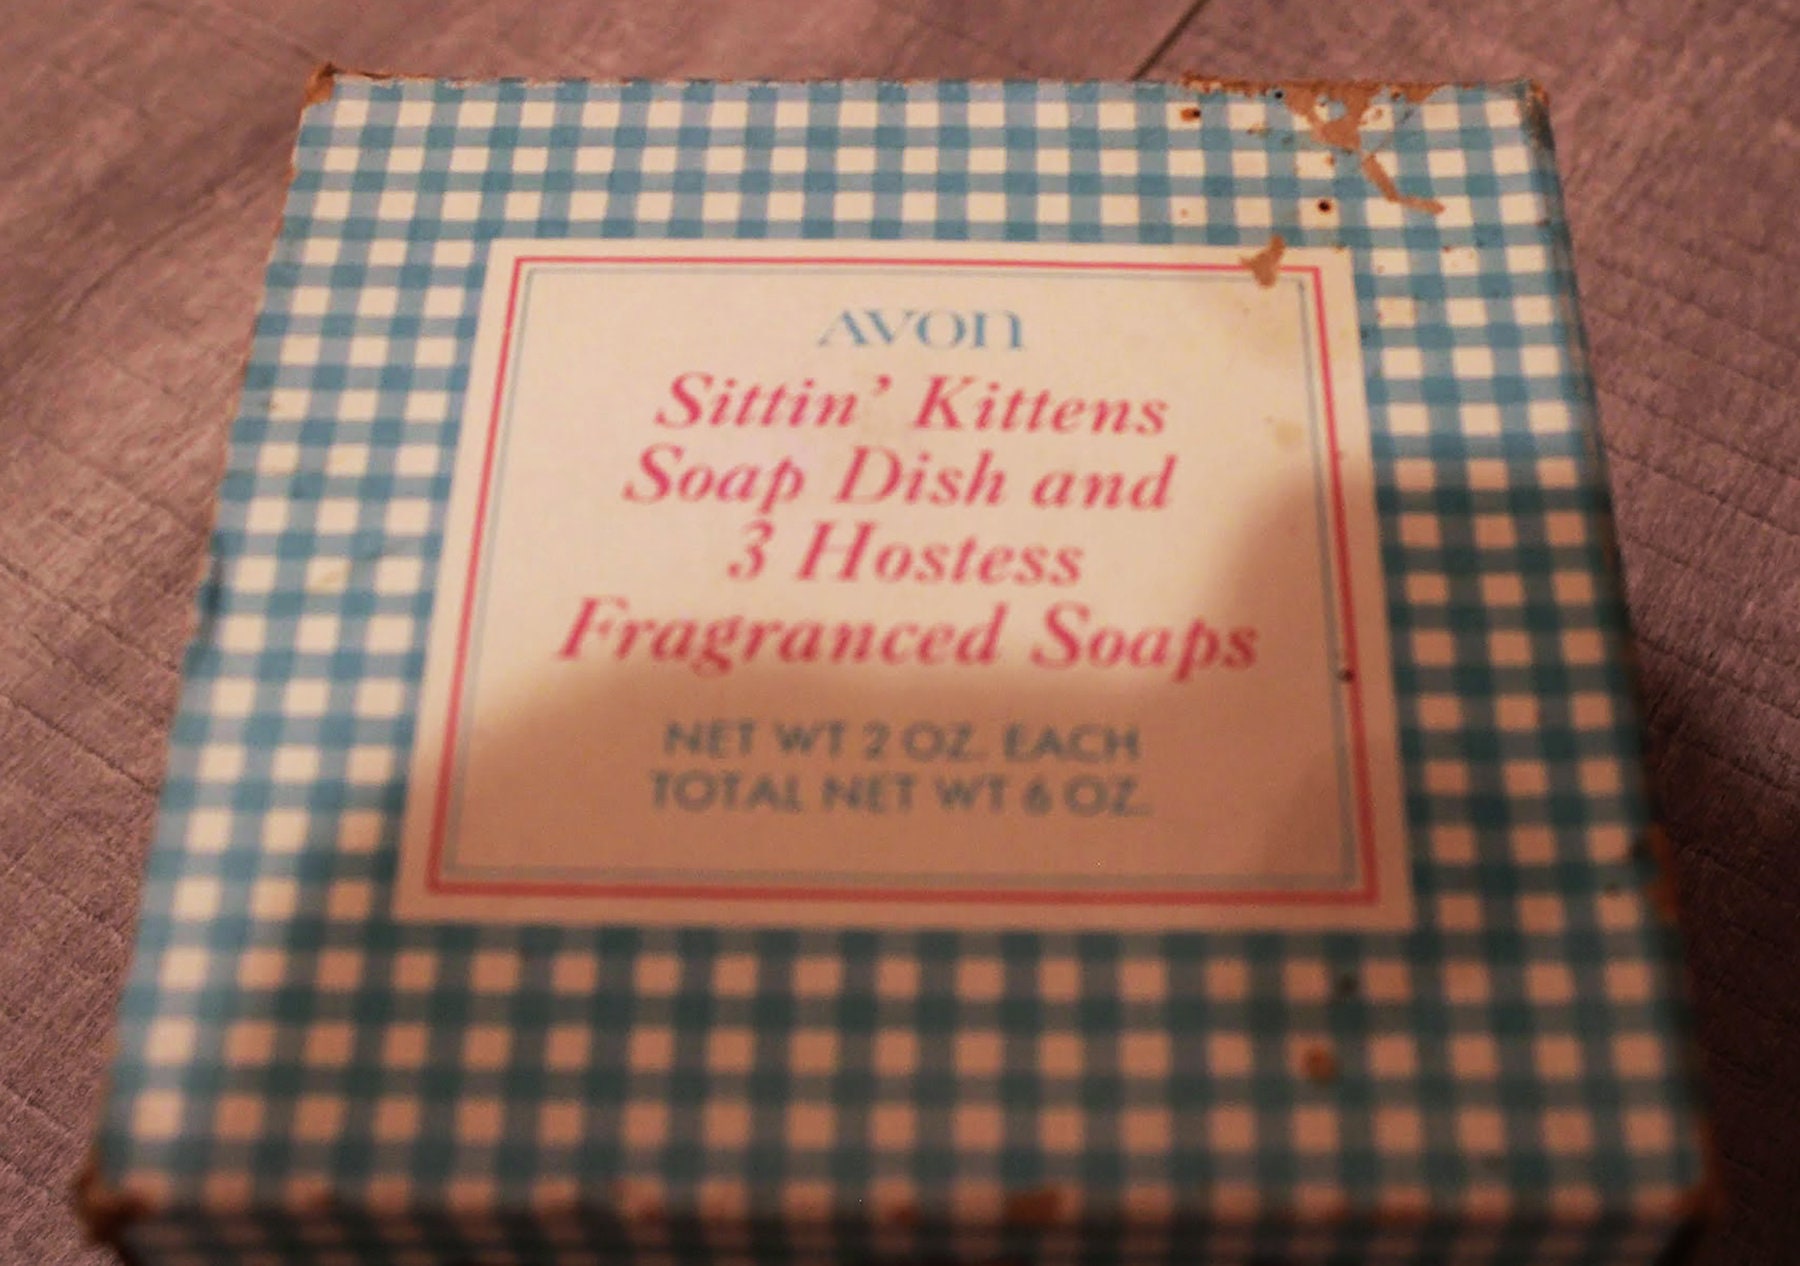 AVON
Sittin' Kittens
Soap Dish and
3 Hostess
Fragranced Soaps
NET WT 2 OZ. EACH
TOTAL NET WT 6 OZ.